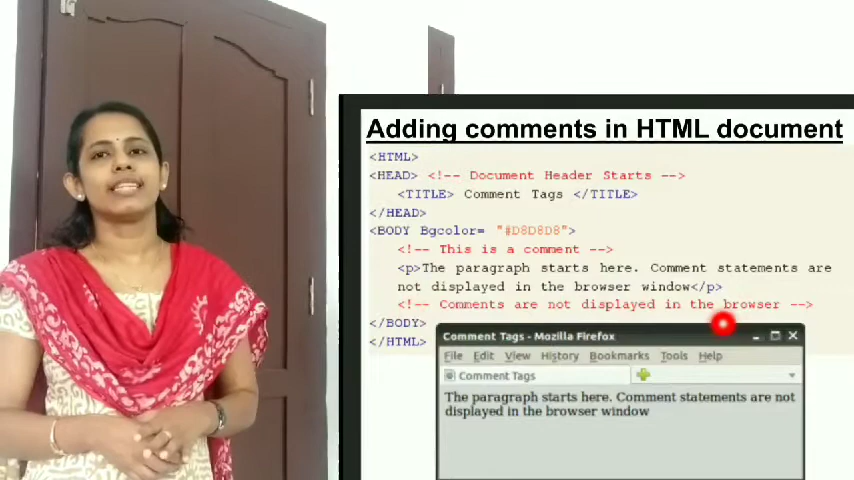 Adding comments in HTML document
<HTML>
<HEAD> <!-- Document Header Starts -->
<TITLE> Comment Tags </TITLE>
</HEAD>
<BODY Bgcolor= "#D8D8D8">
<!-- This is a comment -->
<p>The paragraph starts here. Comment statements are
not displayed in the browser window</p>
<!-- Comments are not displayed in the browser -->
</BODY>
</HTML>
Comment Tags - Mozilla Firefox
File Edit View History Bookmarks Tools Help
Comment Tags
The paragraph starts here. Comment statements are not
displayed in the browser window